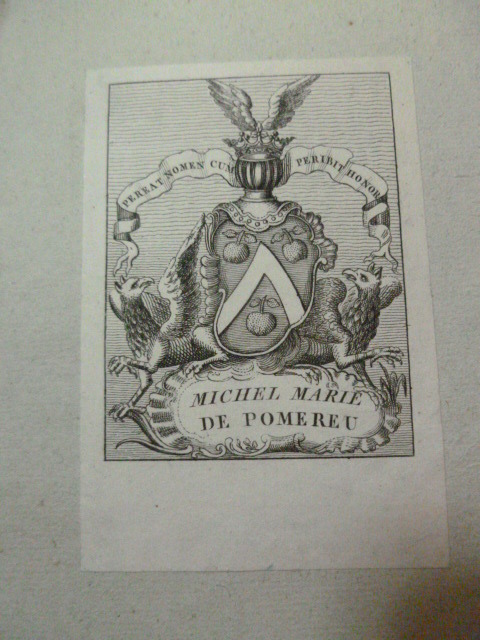 PEREAT NOMEN CUM PERIBIT HONOR
MICHEL MARIE
DE POMEREU